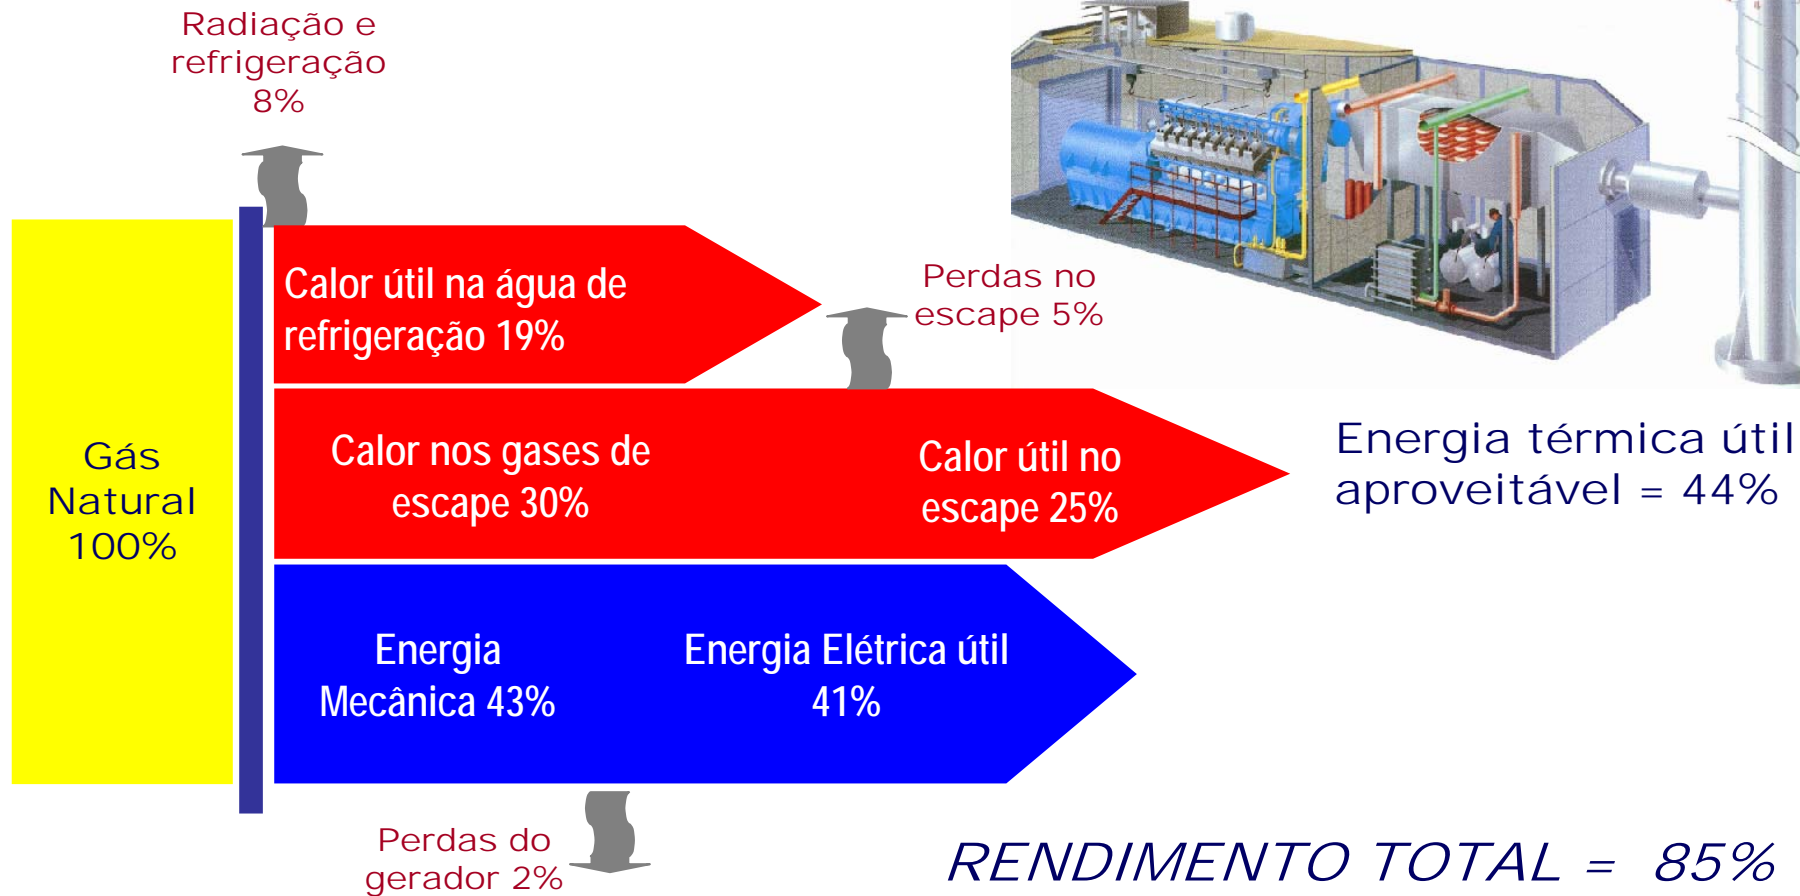 Radiação e
refrigeração
8%
Calor útil na água de
refrigeração 19%
Perdas no
escape 5%
Gás
Natural
100%
Calor nos gases de
escape 30%
Calor útil no
escape 25%
Energia térmica útil
aproveitável = 44%
Energia
Mecânica 43%
Energia Elétrica útil
41%
Perdas do
gerador 2%
RENDIMENTO TOTAL = 85%